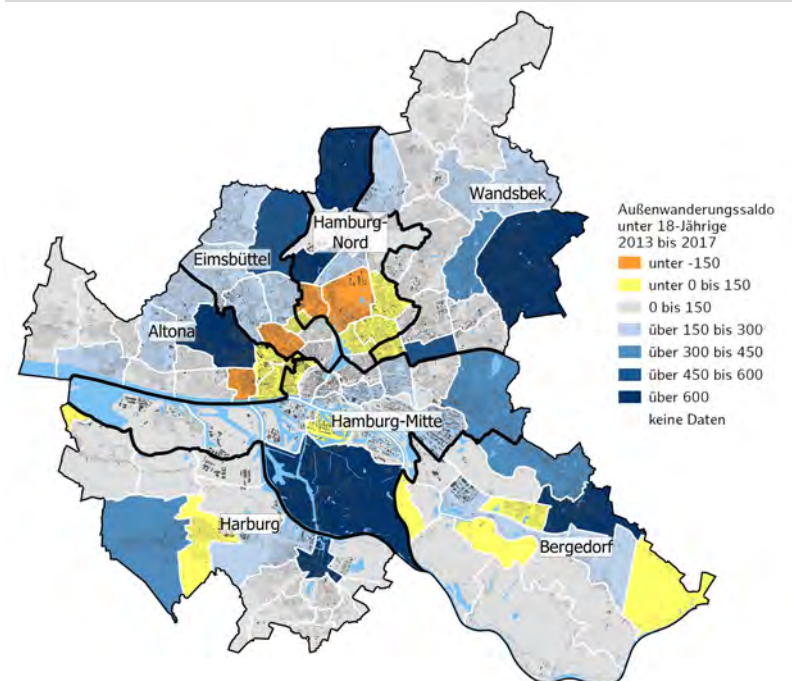 Wandsbek
Hamburg-
Nord
Eimsbüttel
Altona
Hamburg-Mitte
Harburg
Bergedorf
Außenwanderungssaldo
unter 18-Jährige
2013 bis 2017
unter -150
unter 0 bis 150
0 bis 150
über 150 bis 300
über 300 bis 450
über 450 bis 600
über 600
keine Daten